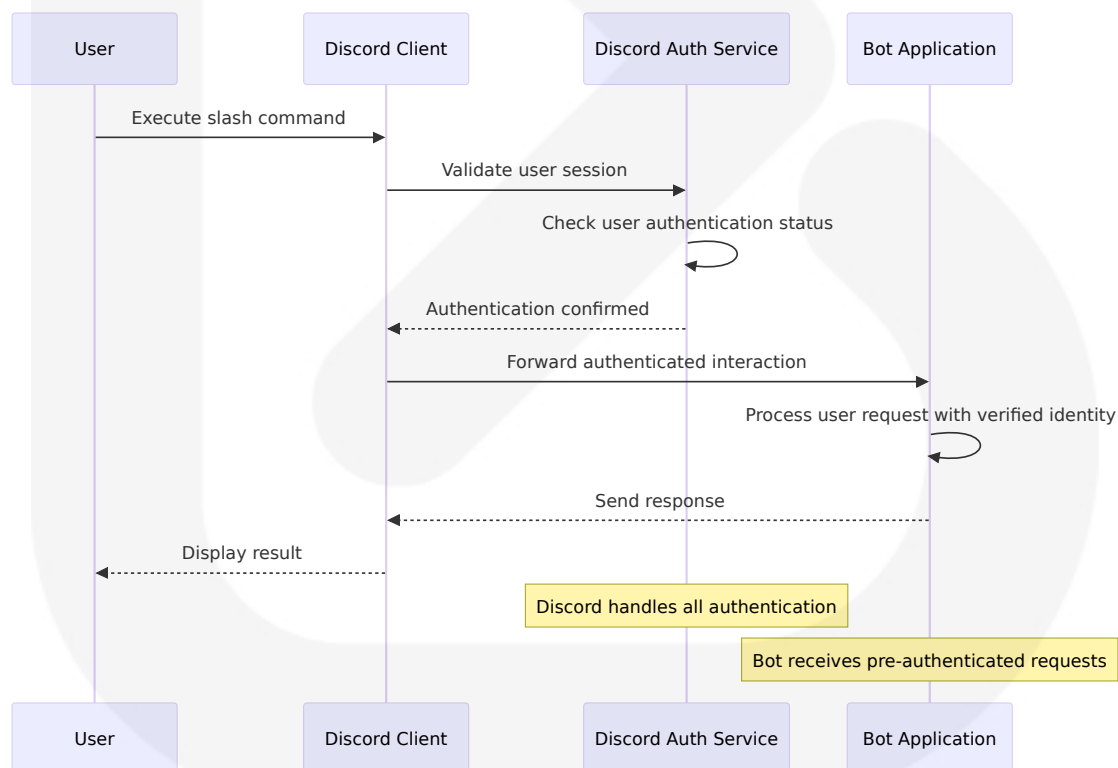 User
Discord Client
Discord Auth Service
Bot Application
Execute slash command
Validate user session
Check user authentication status
Authentication confirmed
Forward authenticated interaction
Process user request with verified identity
Send response
Display result
Discord handles all authentication
Bot receives pre-authenticated requests
User
Discord Client
Discord Auth Service
Bot Application